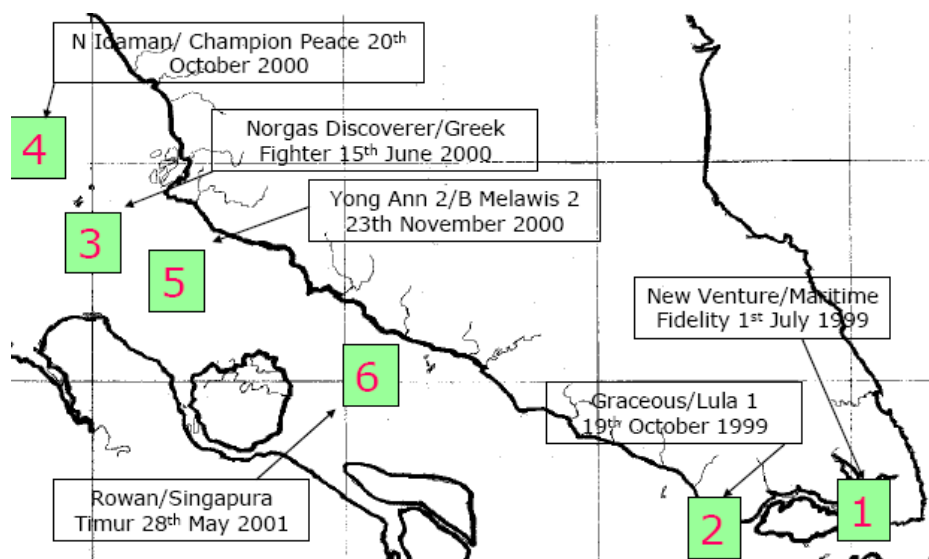 N Idaman/ Champion Peace 20th
October 2000
4
Norgas Discoverer/Greek
Fighter 15th June 2000
Yong Ann 2/B Melawis 2
23th November 2000
3
5
New Venture/Maritime
Fidelity 1st July 1999
6
Graceous/Lula 1
19th October 1999
Rowan/Singapura
Timur 28th May 2001
2
1